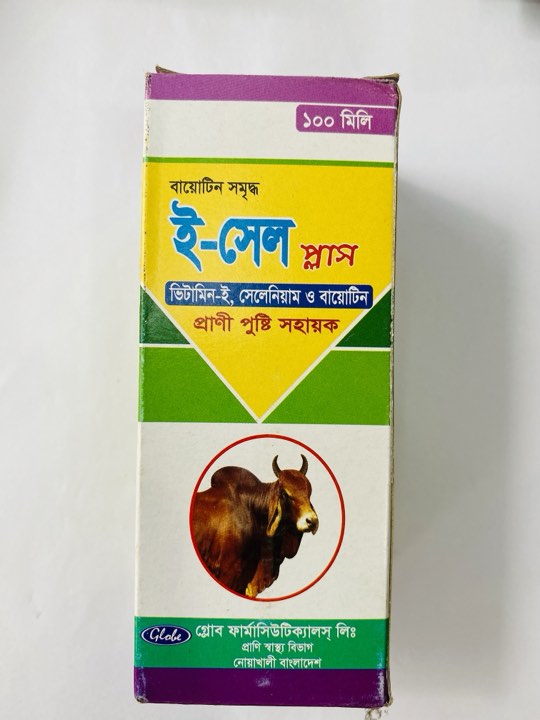 ১০০ মিলি
বায়োটিন সমৃদ্ধ
ই-সেল প্লাস
ভিটামিন-ই, সেলেনিয়াম ও বায়োটিন
প্রাণী পুষ্টি সহায়ক
Globe গ্লোব ফার্মাসিউটিক্যালস্ লিঃ
প্রাণি স্বাস্থ্য বিভাগ
নোয়াখালী বাংলাদেশ